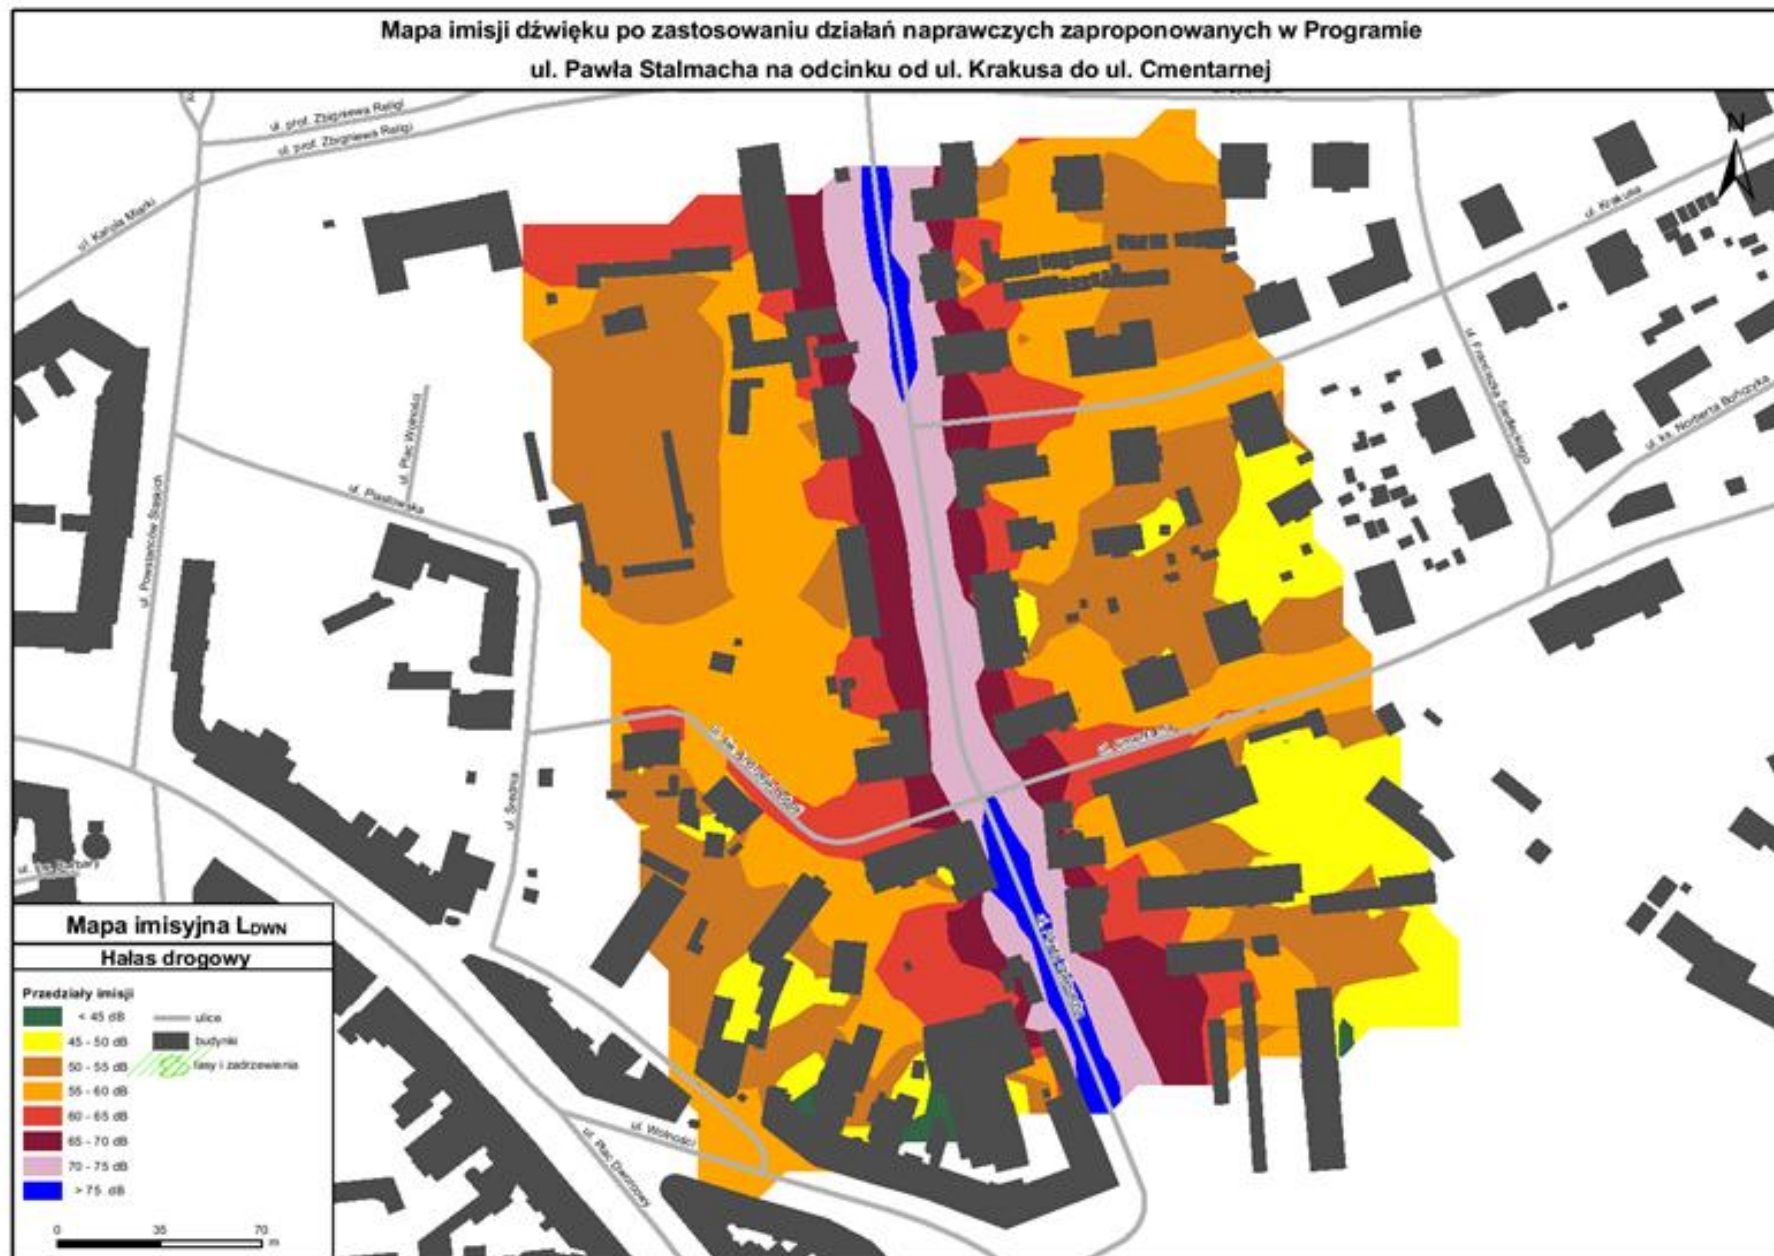 Mapa imisji dźwięku po zastosowaniu działań naprawczych zaproponowanych w Programie
ul. Pawła Stalmacha na odcinku od ul. Krakusa do ul. Cmentarnej
ul. prof. Zbigniewa Religi
ul. prof. Zbigniewa Religi
N
ul. Karola Miarki
ul. Krakusa
ul. Franciszka Siedleckiego
ul. ks. Norberta Bończyka
ul. Plac Wolności
ul. Piastowska
ul. Powstańców Śląskich
ul. Średnia
ul. Wolności
ul. Plac Dworcowy
Mapa imisyjna LDWN
Hałas drogowy
Przedziały imisji
< 45 dB
ulice
45 - 50 dB
budynki
50 - 55 dB
lasy i zadrzewienia
55 - 60 dB
60 - 65 dB
65 - 70 dB
70 - 75 dB
> 75 dB
0 35 70
m